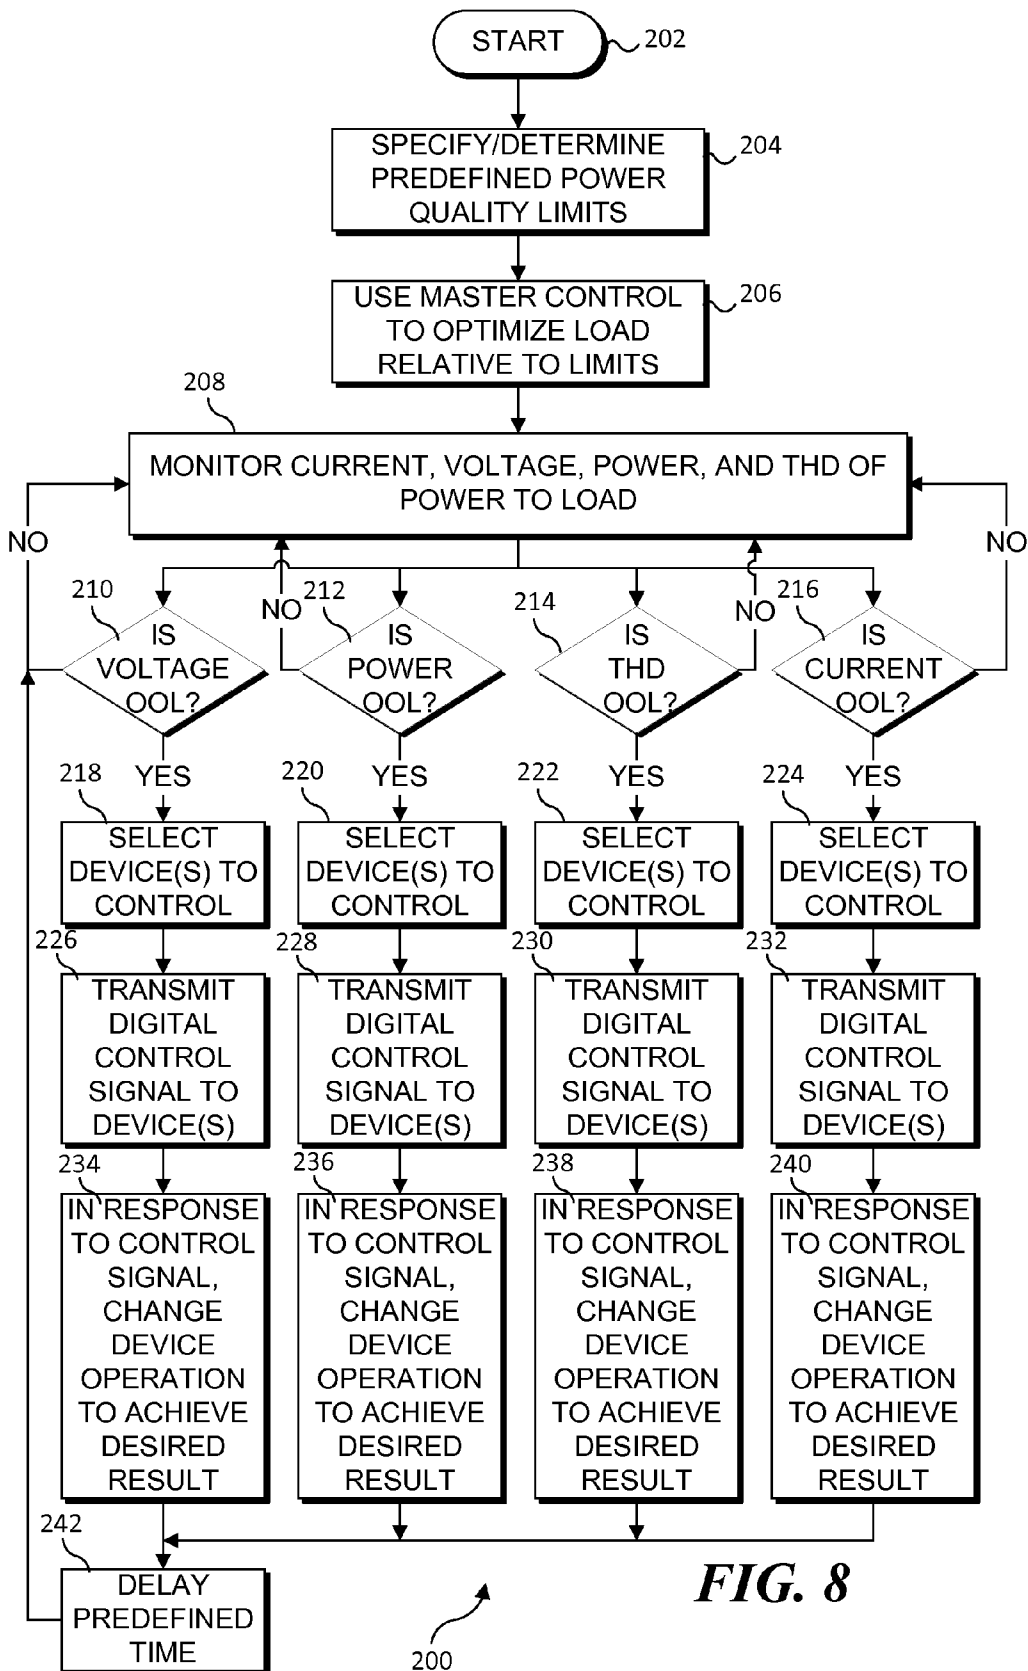 START
202
SPECIFY/DETERMINE
PREDEFINED POWER
QUALITY LIMITS
204
USE MASTER CONTROL
TO OPTIMIZE LOAD
RELATIVE TO LIMITS
206
208
MONITOR CURRENT, VOLTAGE, POWER, AND THD OF
POWER TO LOAD
NO
NO
NO
NO
210
IS
VOLTAGE
OOL?
212
IS
POWER
OOL?
214
IS
THD
OOL?
216
IS
CURRENT
OOL?
YES
YES
YES
YES
218
SELECT
DEVICE(S) TO
CONTROL
220
SELECT
DEVICE(S) TO
CONTROL
222
SELECT
DEVICE(S) TO
CONTROL
224
SELECT
DEVICE(S) TO
CONTROL
226
TRANSMIT
DIGITAL
CONTROL
SIGNAL TO
DEVICE(S)
228
TRANSMIT
DIGITAL
CONTROL
SIGNAL TO
DEVICE(S)
230
TRANSMIT
DIGITAL
CONTROL
SIGNAL TO
DEVICE(S)
232
TRANSMIT
DIGITAL
CONTROL
SIGNAL TO
DEVICE(S)
234
IN RESPONSE
TO CONTROL
SIGNAL,
CHANGE
DEVICE
OPERATION
TO ACHIEVE
DESIRED
RESULT
236
IN RESPONSE
TO CONTROL
SIGNAL,
CHANGE
DEVICE
OPERATION
TO ACHIEVE
DESIRED
RESULT
238
IN RESPONSE
TO CONTROL
SIGNAL,
CHANGE
DEVICE
OPERATION
TO ACHIEVE
DESIRED
RESULT
240
IN RESPONSE
TO CONTROL
SIGNAL,
CHANGE
DEVICE
OPERATION
TO ACHIEVE
DESIRED
RESULT
242
DELAY
PREDEFINED
TIME
200
FIG. 8